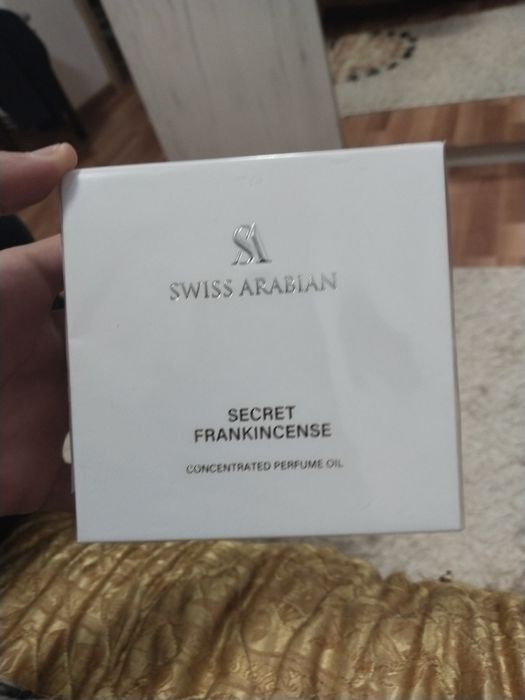 SA
SWISS ARABIAN
SECRET
FRANKINCENSE
CONCENTRATED PERFUME OIL